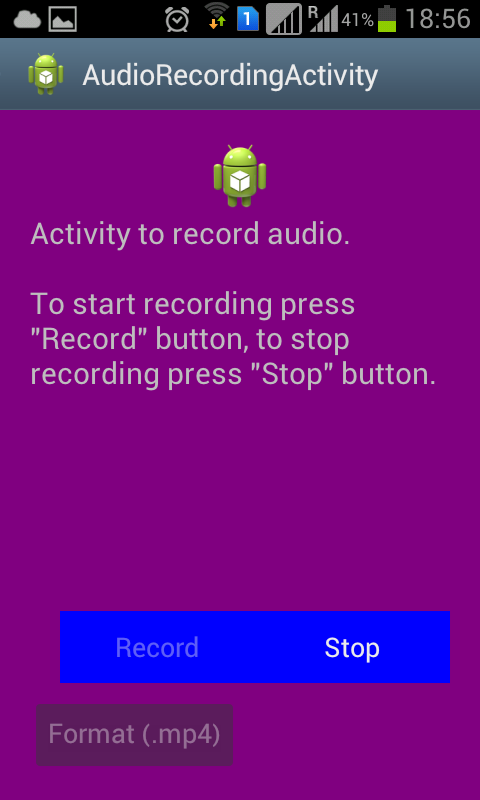 1 R 41% 18:56
AudioRecordingActivity
Activity to record audio.
To start recording press
"Record" button, to stop
recording press "Stop" button.
Record Stop
Format (.mp4)